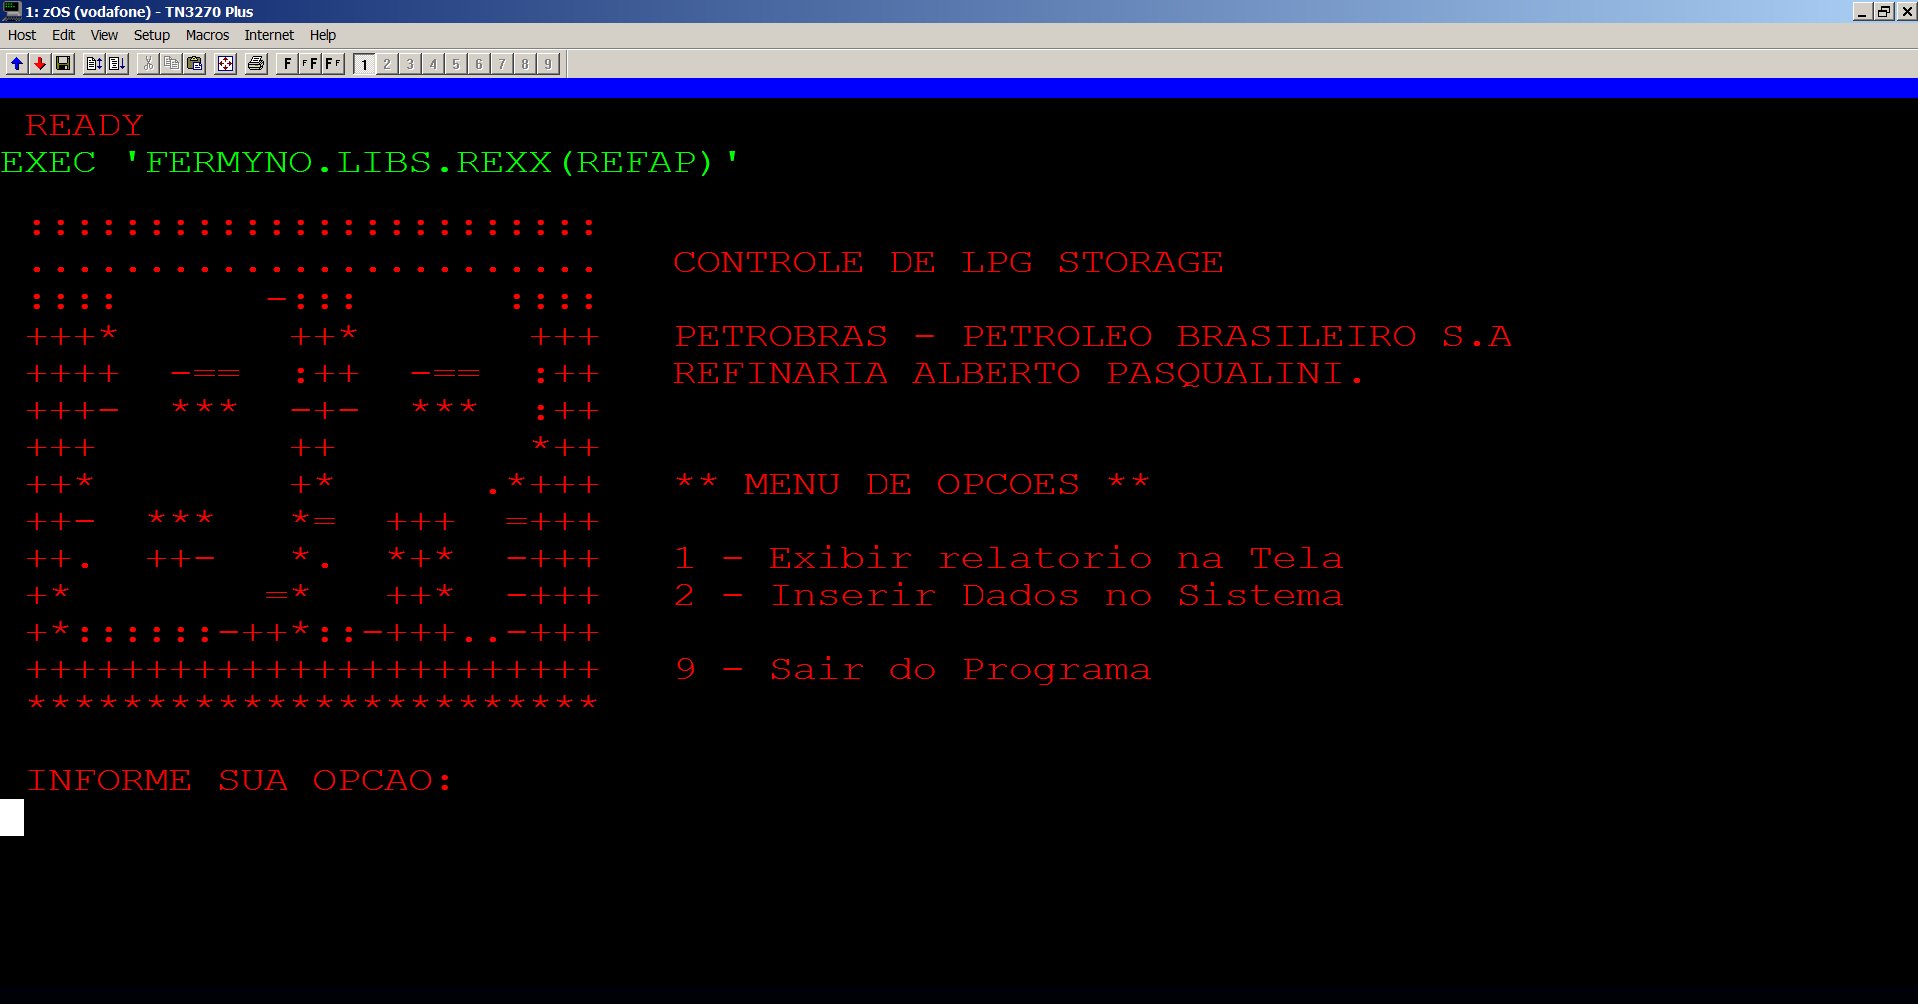 1: zOS (vodafone) - TN3270 Plus
Host Edit View Setup Macros Internet Help
F FF FF 1 2 3 4 5 6 7 8 9
READY
EXEC 'FERMYNO.LIBS.REXX(REFAP)'
::::::::::::::::::::::::
........................ CONTROLE DE LPG STORAGE
::::      -:::      ::::
+++*       ++*       +++ PETROBRAS - PETROLEO BRASILEIRO S.A
++++  -==  :++  -==  :++ REFINARIA ALBERTO PASQUALINI.
+++-  ***  -+-  ***  :++
+++        ++        *++
++*        +*      .*+++ ** MENU DE OPCOES **
++-  ***   *=  +++  =+++
++.  ++-   *.  *+*  -+++ 1 - Exibir relatorio na Tela
+*        =*   ++*  -+++ 2 - Inserir Dados no Sistema
+*::::::-++*::-+++..-+++
++++++++++++++++++++++++ 9 - Sair do Programa
************************
INFORME SUA OPCAO: